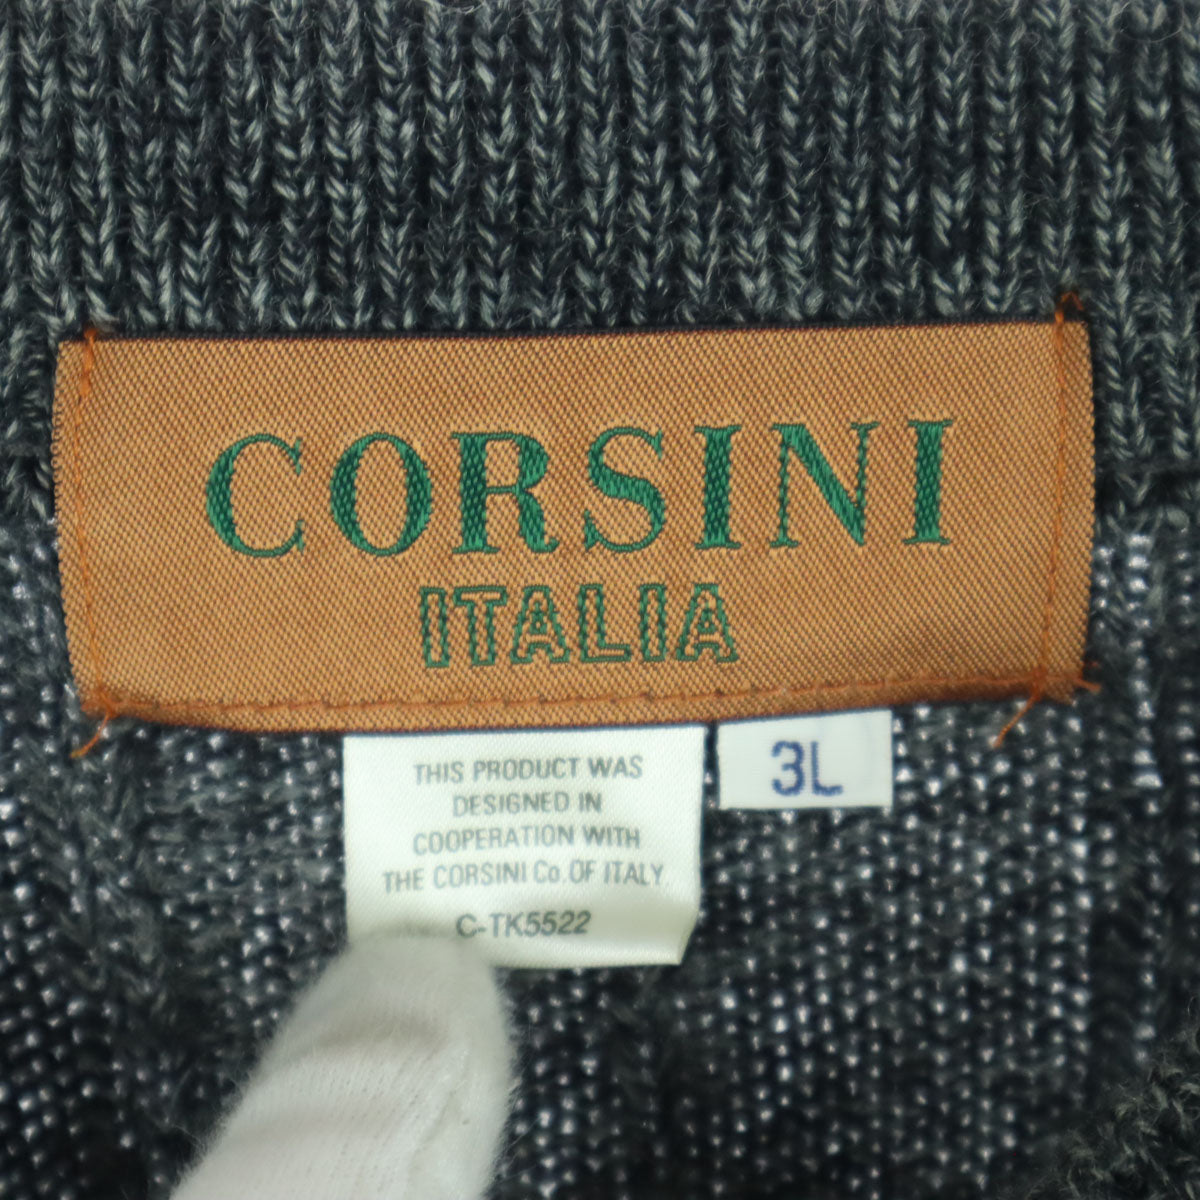 CORSINI
ITALIA
3L
THIS PRODUCT WAS
DESIGNED IN
COOPERATION WITH
THE CORSINI Co. OF ITALY
C-TK5522